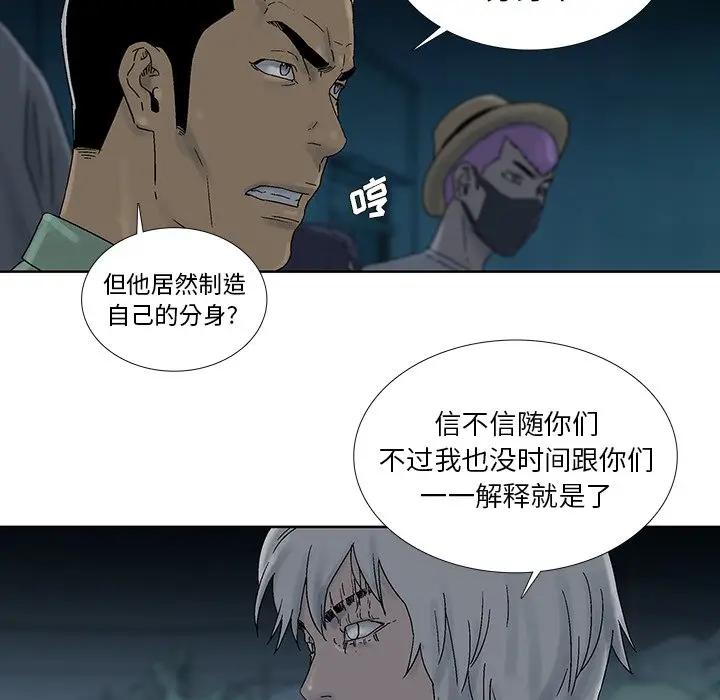 哼
但他居然制造
自己的分身?
信不信随你们
不过我也没时间跟你们
一一解释就是了